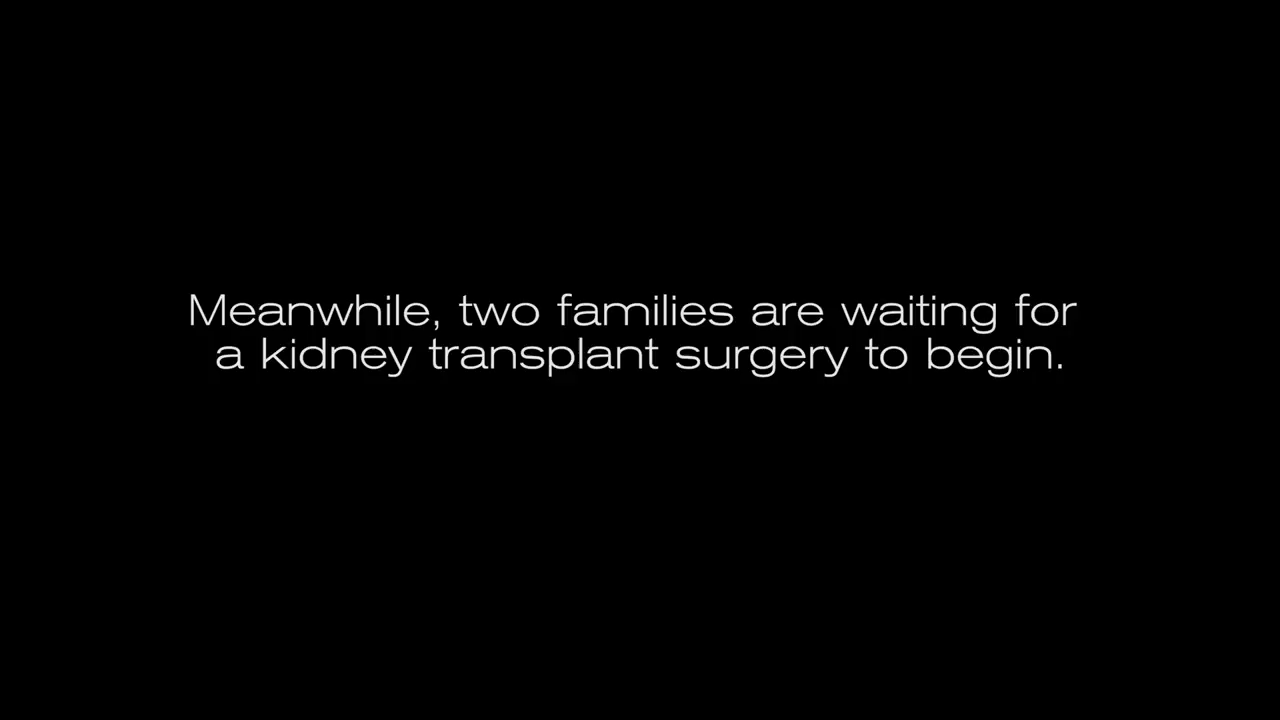 Meanwhile, two families are waiting for
a kidney transplant surgery to begin.